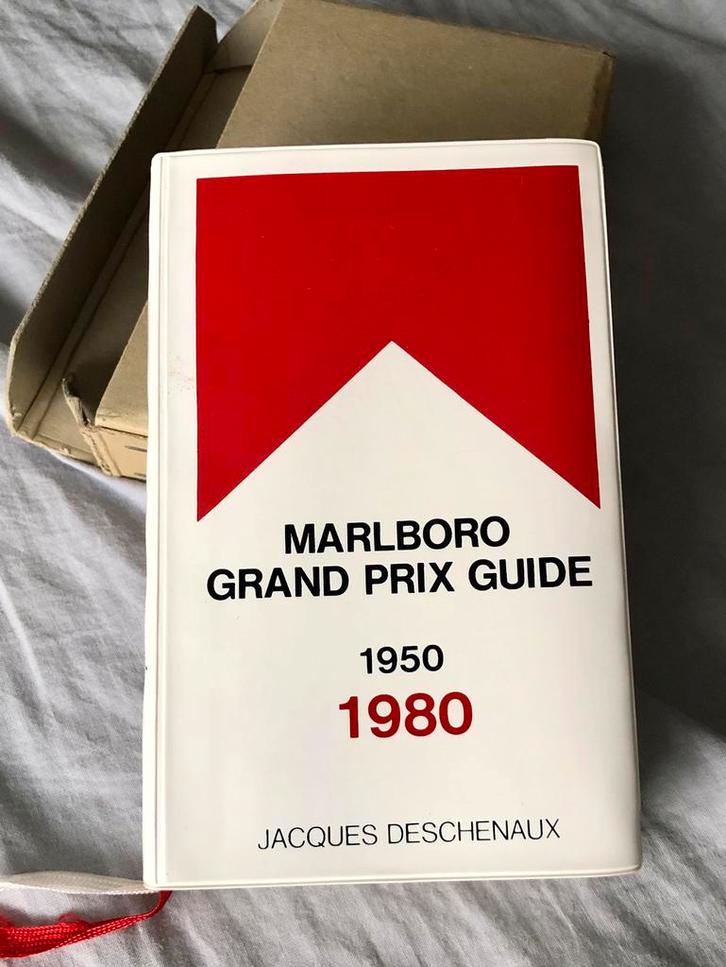 MARLBORO
GRAND PRIX GUIDE
1950
1980
JACQUES DESCHENAUX